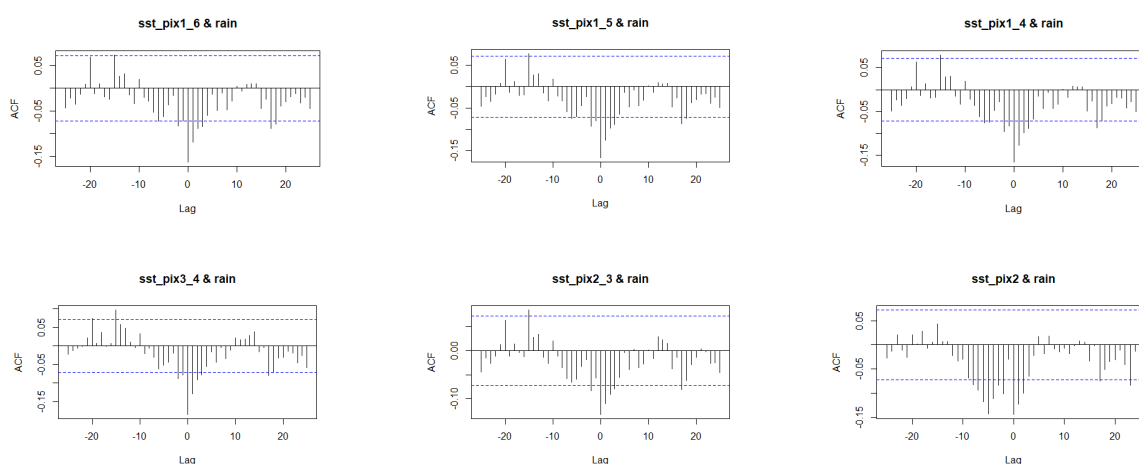 sst_pix1_6 & rain
sst_pix1_5 & rain
sst_pix1_4 & rain
ACF
-0.15 -0.05 0.05
-20 -10 0 10 20
Lag
ACF
-0.15 -0.05 0.05
-20 -10 0 10 20
Lag
ACF
-0.15 -0.05 0.05
-20 -10 0 10 20
Lag
sst_pix3_4 & rain
sst_pix2_3 & rain
sst_pix2 & rain
ACF
-0.15 -0.05 0.05
-20 -10 0 10 20
Lag
ACF
-0.10 0.00
-20 -10 0 10 20
Lag
ACF
-0.15 -0.05 0.05
-20 -10 0 10 20
Lag